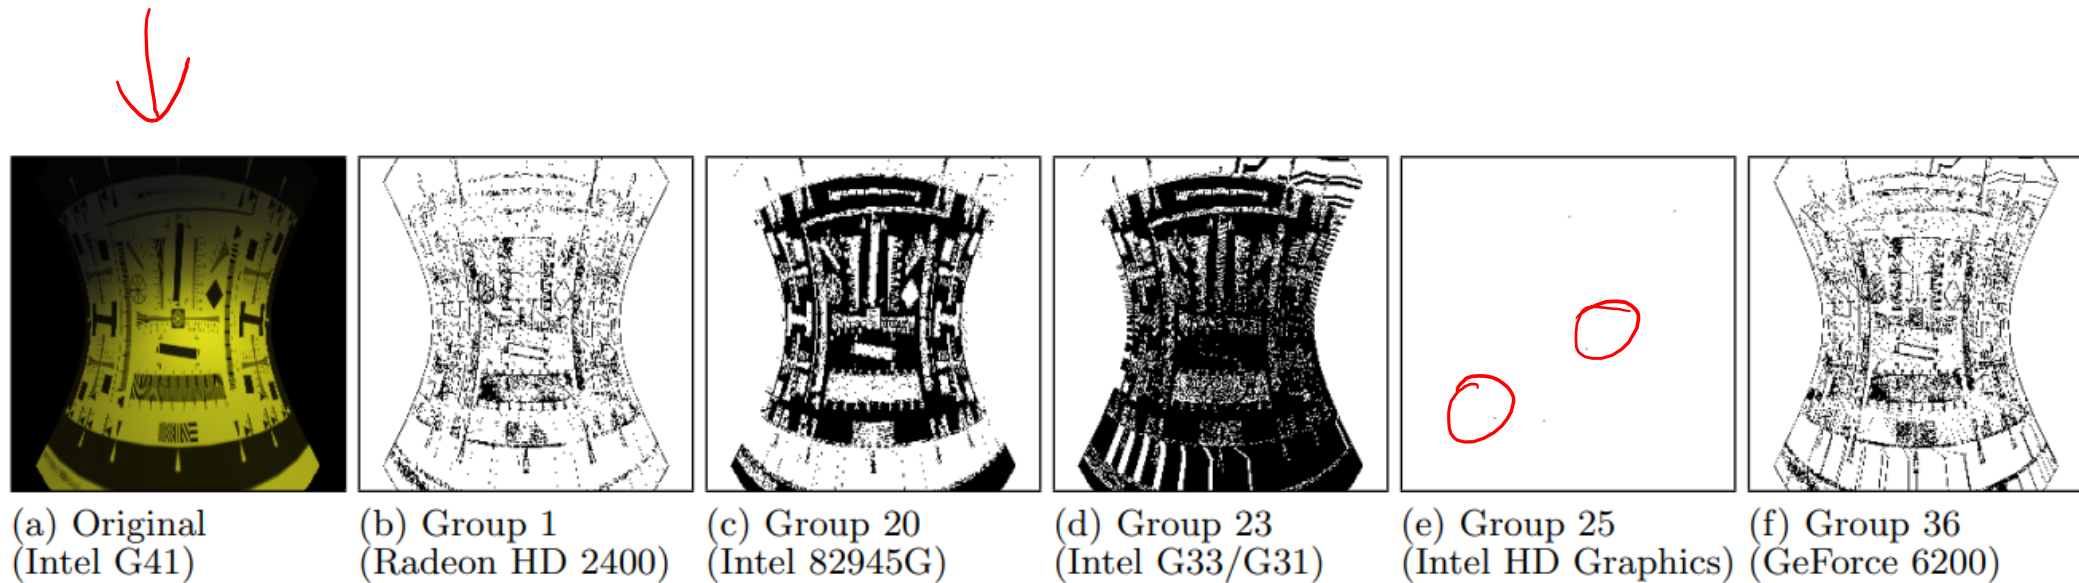 (a) Original
(Intel G41)
(b) Group 1
(Radeon HD 2400)
(c) Group 20
(Intel 82945G)
(d) Group 23
(Intel G33/G31)
(e) Group 25
(Intel HD Graphics)
(f) Group 36
(GeForce 6200)